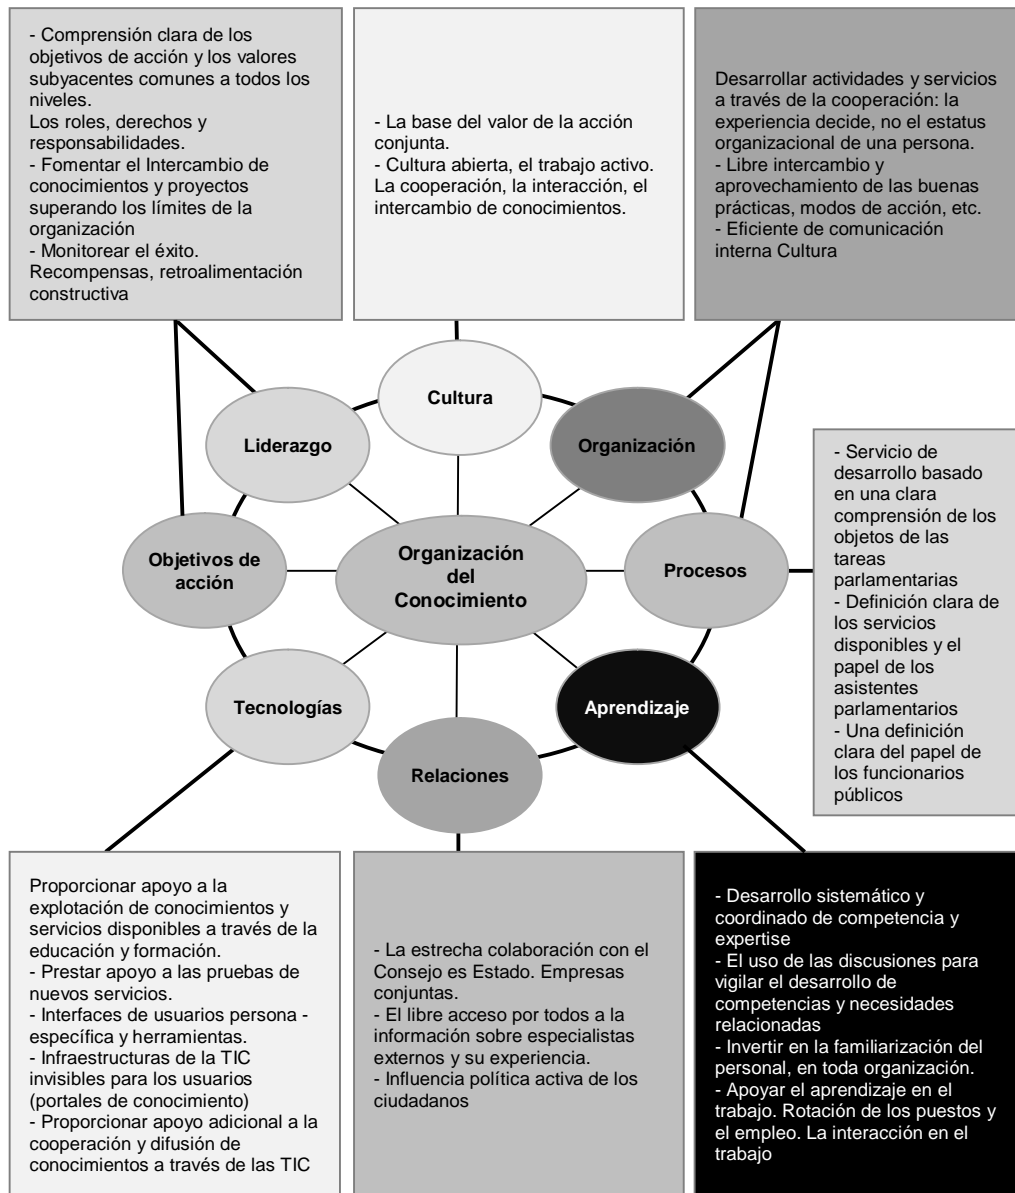 - Comprensión clara de los
objetivos de acción y los valores
subyacentes comunes a todos los
niveles.
Los roles, derechos y
responsabilidades.
- Fomentar el Intercambio de
conocimientos y proyectos
superando los límites de la
organización
- Monitorear el éxito.
Recompensas, retroalimentación
constructiva
- La base del valor de la acción
conjunta.
- Cultura abierta, el trabajo activo.
La cooperación, la interacción, el
intercambio de conocimientos.
Desarrollar actividades y servicios
a través de la cooperación: la
experiencia decide, no el estatus
organizacional de una persona.
- Libre intercambio y
aprovechamiento de las buenas
prácticas, modos de acción, etc.
- Eficiente de comunicación
interna Cultura
Cultura
Liderazgo
Organización
Objetivos de
acción
Organización
del
Conocimiento
Procesos
Tecnologías
Aprendizaje
Relaciones
- Servicio de
desarrollo basado
en una clara
comprensión de los
objetos de las
tareas
parlamentarias
- Definición clara de
los servicios
disponibles y el
papel de los
asistentes
parlamentarios
- Una definición
clara del papel de
los funcionarios
públicos
Proporcionar apoyo a la
explotación de conocimientos y
servicios disponibles a través de la
educación y formación.
- Prestar apoyo a las pruebas de
nuevos servicios.
- Interfaces de usuarios persona -
específica y herramientas.
- Infraestructuras de la TIC
invisibles para los usuarios
(portales de conocimiento)
- Proporcionar apoyo adicional a la
cooperación y difusión de
conocimientos a través de las TIC
- La estrecha colaboración con el
Consejo es Estado. Empresas
conjuntas.
- El libre acceso por todos a la
información sobre especialistas
externos y su experiencia.
- Influencia política activa de los
ciudadanos
- Desarrollo sistemático y
coordinado de competencia y
expertise
- El uso de las discusiones para
vigilar el desarrollo de
competencias y necesidades
relacionadas
- Invertir en la familiarización del
personal, en toda organización.
- Apoyar el aprendizaje en el
trabajo. Rotación de los puestos y
el empleo. La interacción en el
trabajo